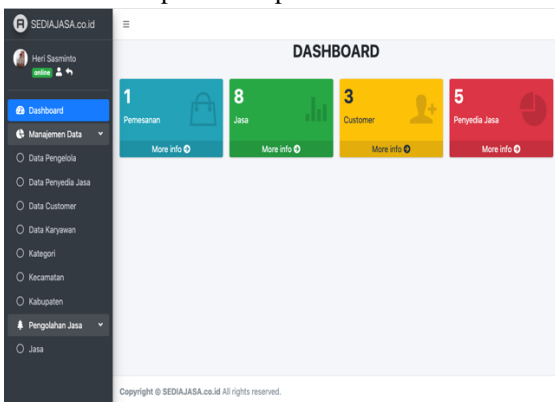 SEDIAJASA.co.id
Heri Sasminto
online
Dashboard
Manajemen Data
Data Pengelola
Data Penyedia Jasa
Data Customer
Data Karyawan
Kategori
Kecamatan
Kabupaten
Pengolahan Jasa
Jasa
DASHBOARD
1
Pemesanan
More info
8
Jasa
More info
3
Customer
More info
5
Penyedia Jasa
More info
Copyright © SEDIAJASA.co.id All rights reserved.